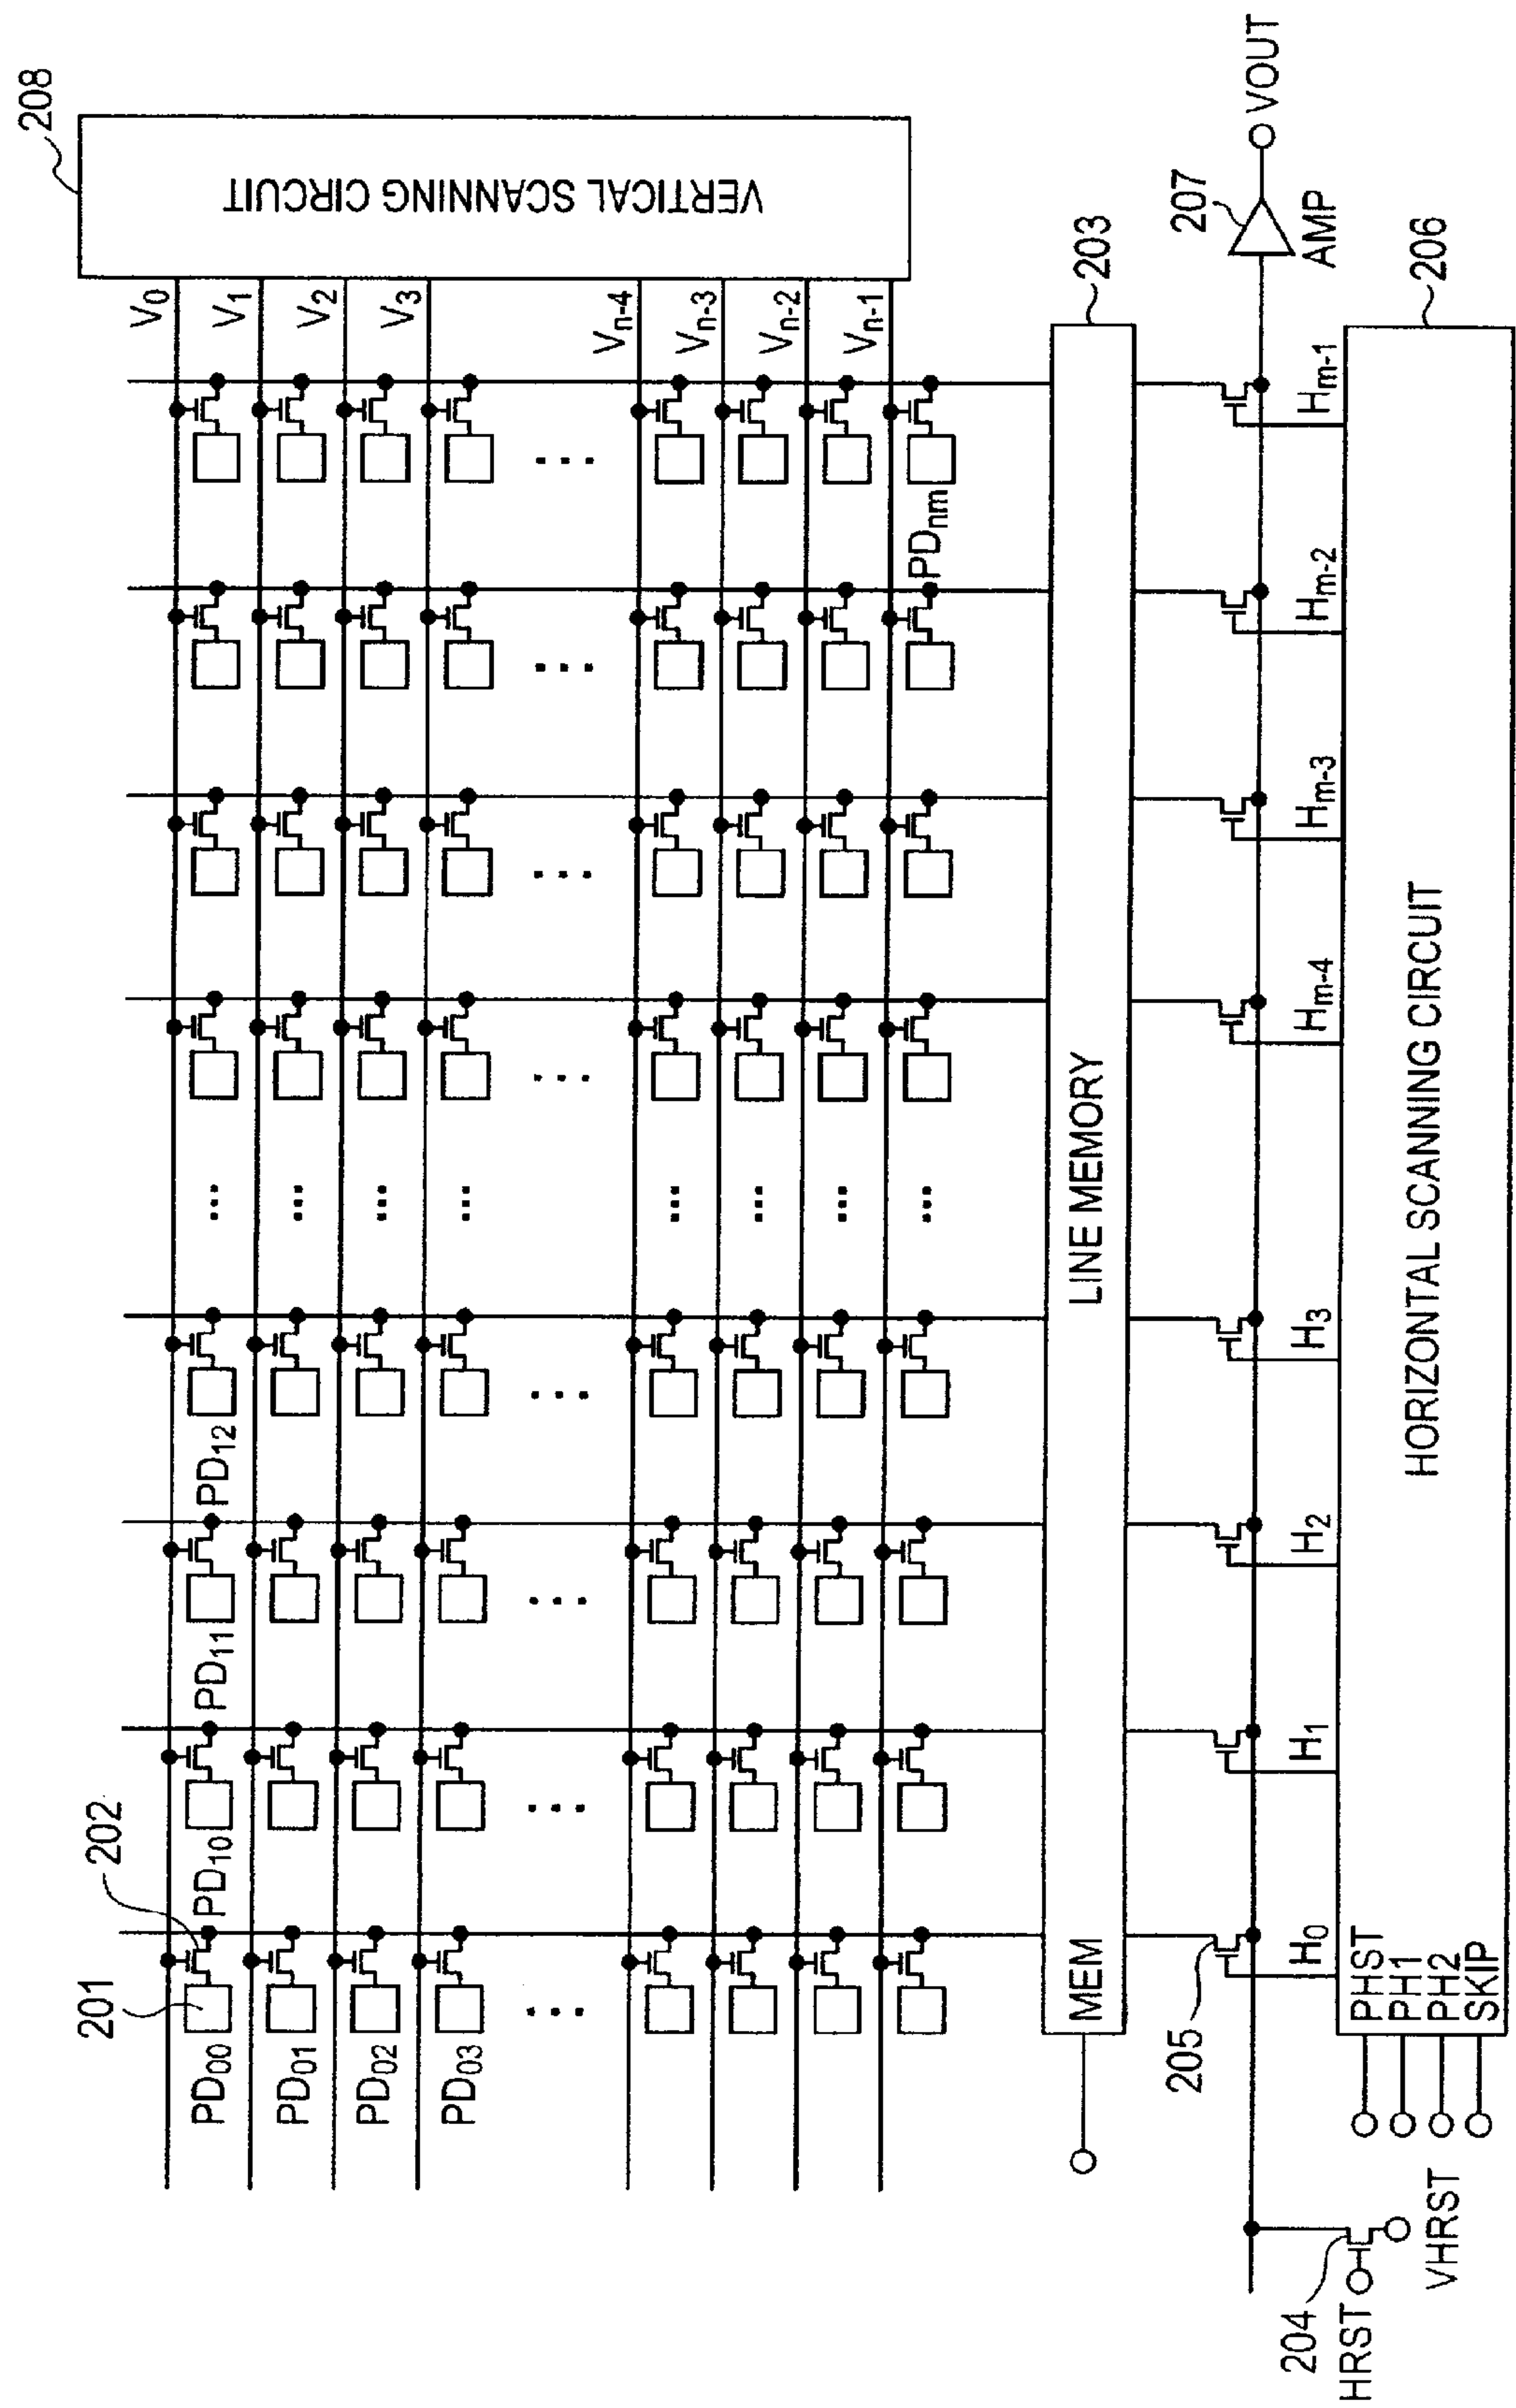 208
VERTICAL SCANNING CIRCUIT
V0
V1
V2
V3
Vn-4
Vn-3
Vn-2
Vn-1
201
202
PD00
PD10
PD11
PD12
PD01
PD02
PD03
PDnm
MEM
LINE MEMORY
203
205
207
AMP
VOUT
H0
H1
H2
H3
Hm-4
Hm-3
Hm-2
Hm-1
206
PHST
PH1
PH2
SKIP
HORIZONTAL SCANNING CIRCUIT
204
HRST
VHRST